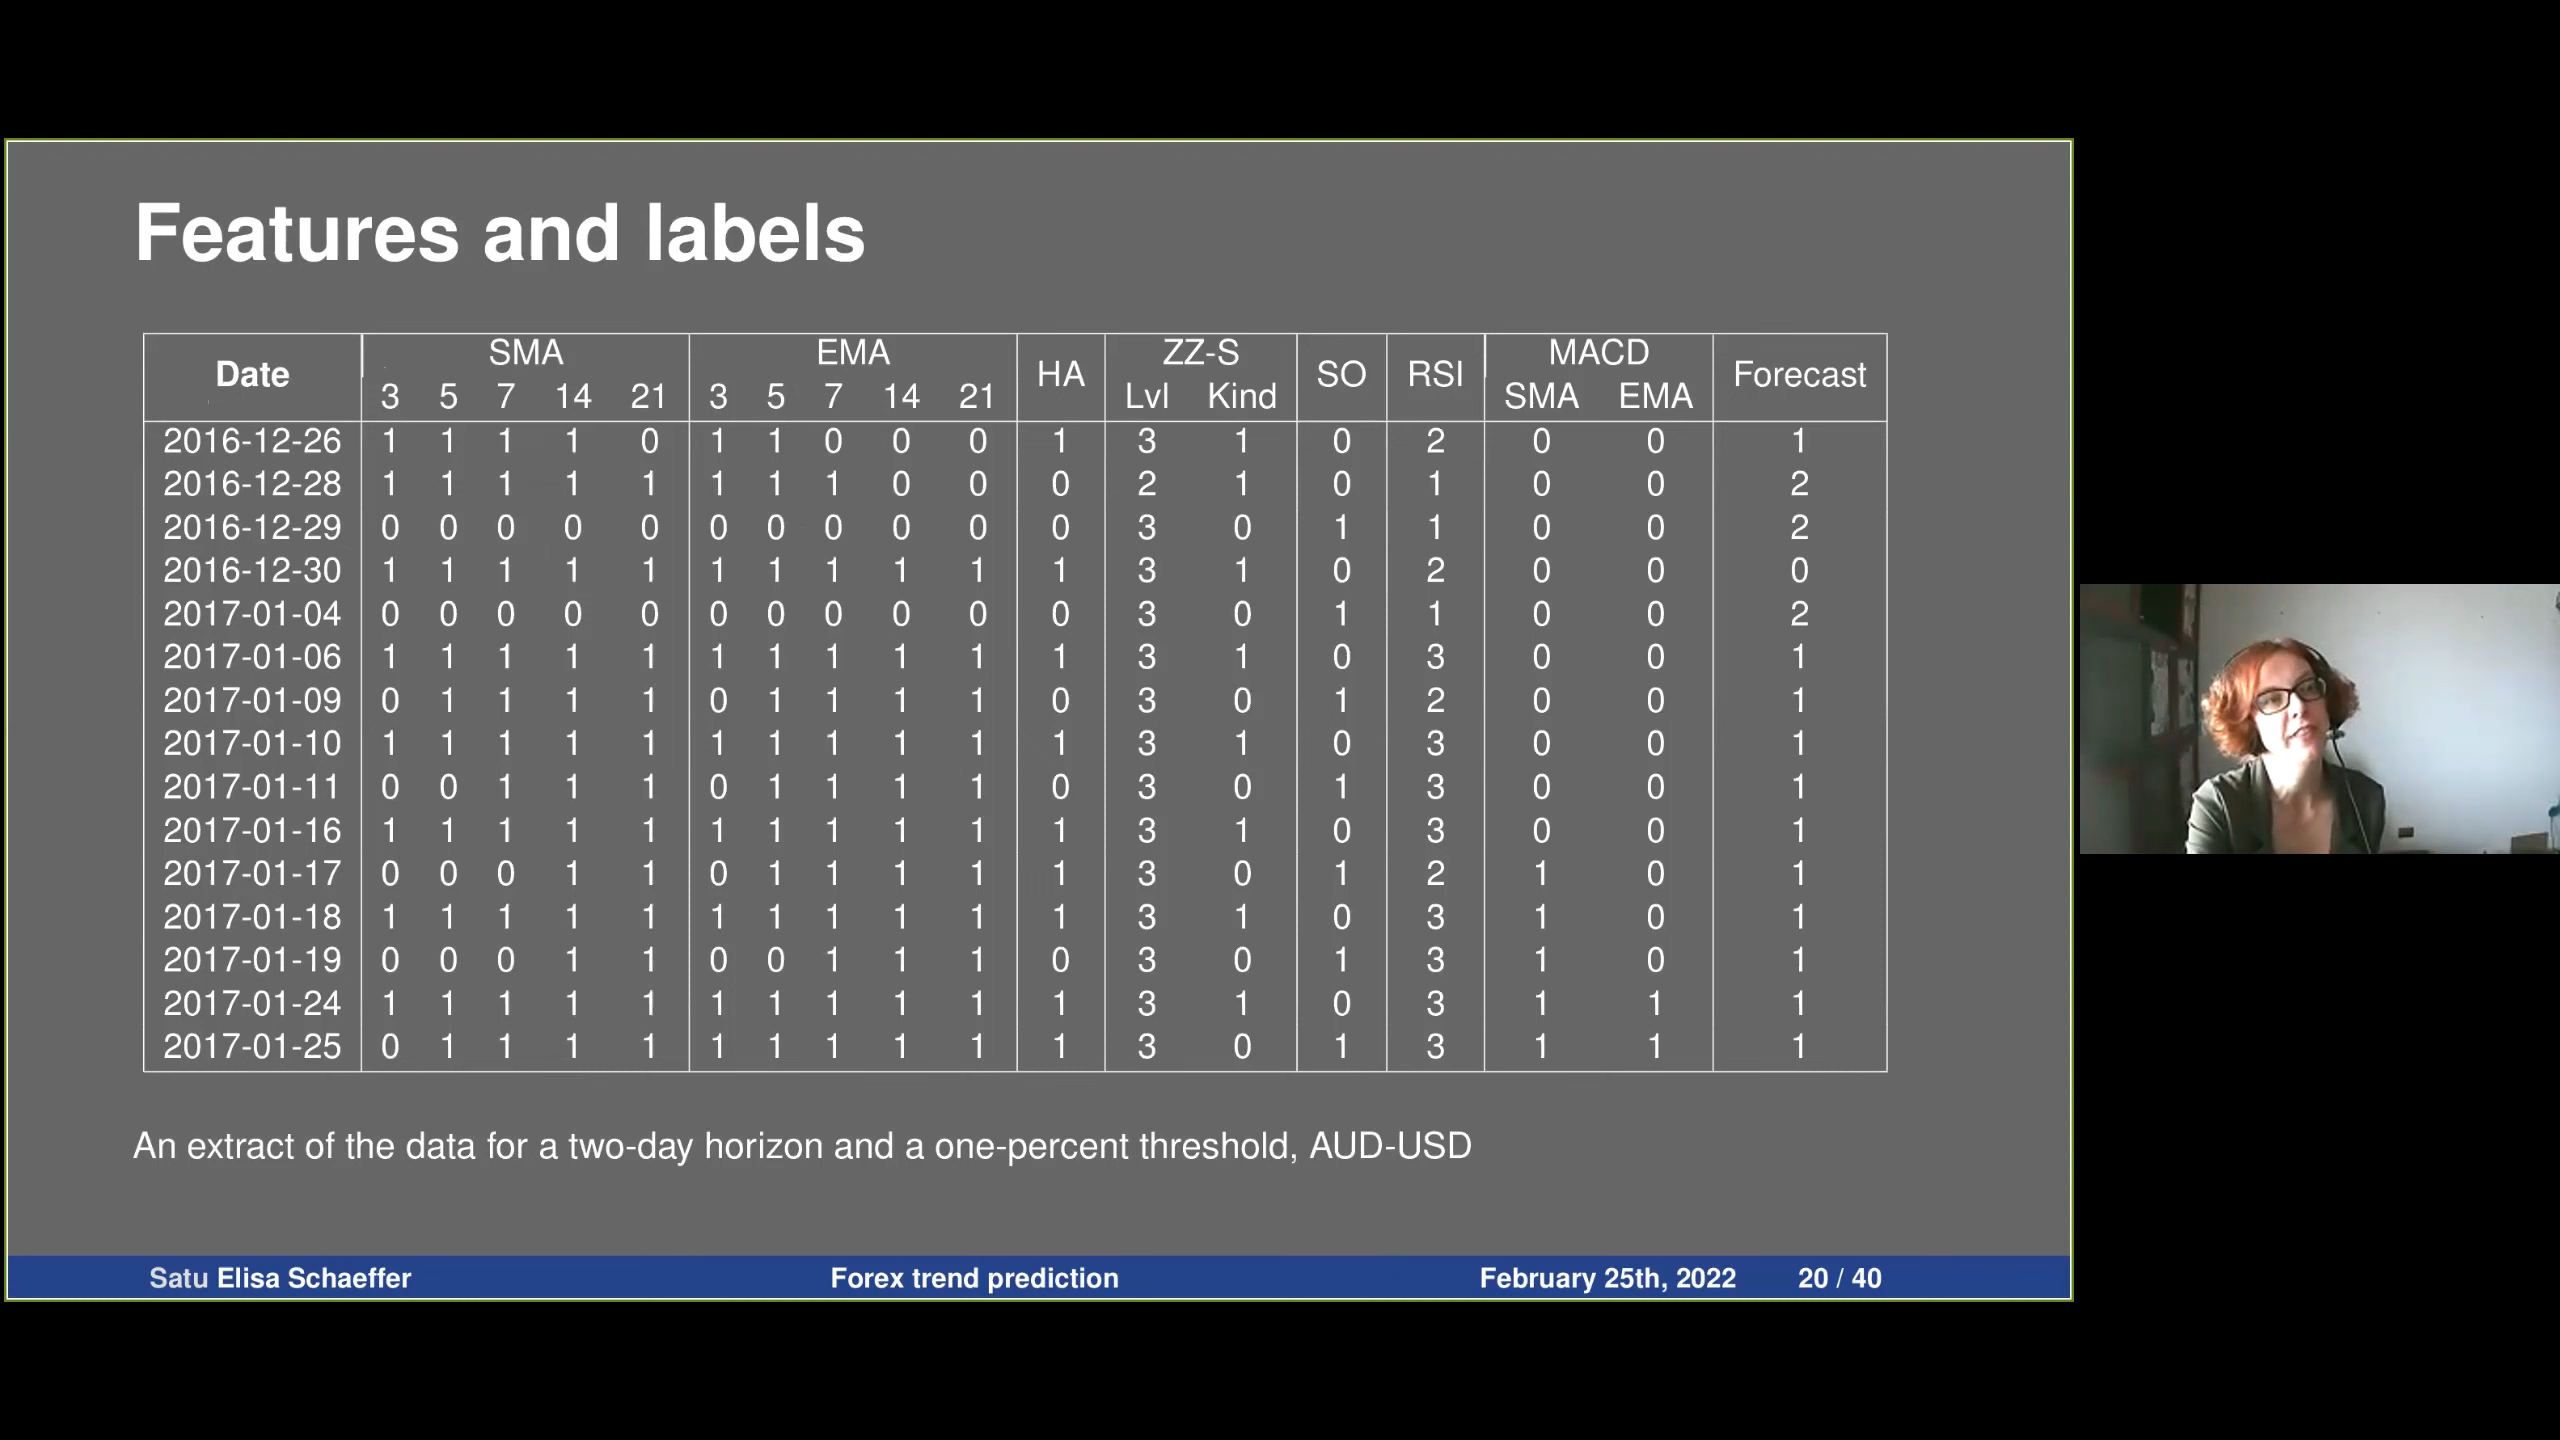 Features and labels
Date SMA EMA HA ZZ-S SO RSI MACD Forecast
3 5 7 14 21 3 5 7 14 21 Lvl Kind SMA EMA
2016-12-26 1 1 1 1 0 1 1 0 0 0 1 3 1 0 2 0 0 1
2016-12-28 1 1 1 1 1 1 1 1 0 0 0 2 1 0 1 0 0 2
2016-12-29 0 0 0 0 0 0 0 0 0 0 0 3 0 1 1 0 0 2
2016-12-30 1 1 1 1 1 1 1 1 1 1 1 3 1 0 2 0 0 0
2017-01-04 0 0 0 0 0 0 0 0 0 0 0 3 0 1 1 0 0 2
2017-01-06 1 1 1 1 1 1 1 1 1 1 1 3 1 0 3 0 0 1
2017-01-09 0 1 1 1 1 0 1 1 1 1 0 3 0 1 2 0 0 1
2017-01-10 1 1 1 1 1 1 1 1 1 1 1 3 1 0 3 0 0 1
2017-01-11 0 0 1 1 1 0 1 1 1 1 0 3 0 1 3 0 0 1
2017-01-16 1 1 1 1 1 1 1 1 1 1 1 3 1 0 3 0 0 1
2017-01-17 0 0 0 1 1 0 1 1 1 1 1 3 0 1 2 1 0 1
2017-01-18 1 1 1 1 1 1 1 1 1 1 1 3 1 0 3 1 0 1
2017-01-19 0 0 0 1 1 0 0 1 1 1 0 3 0 1 3 1 0 1
2017-01-24 1 1 1 1 1 1 1 1 1 1 1 3 1 0 3 1 1 1
2017-01-25 0 1 1 1 1 1 1 1 1 1 1 3 0 1 3 1 1 1
An extract of the data for a two-day horizon and a one-percent threshold, AUD-USD
Satu Elisa Schaeffer Forex trend prediction February 25th, 2022 20 / 40